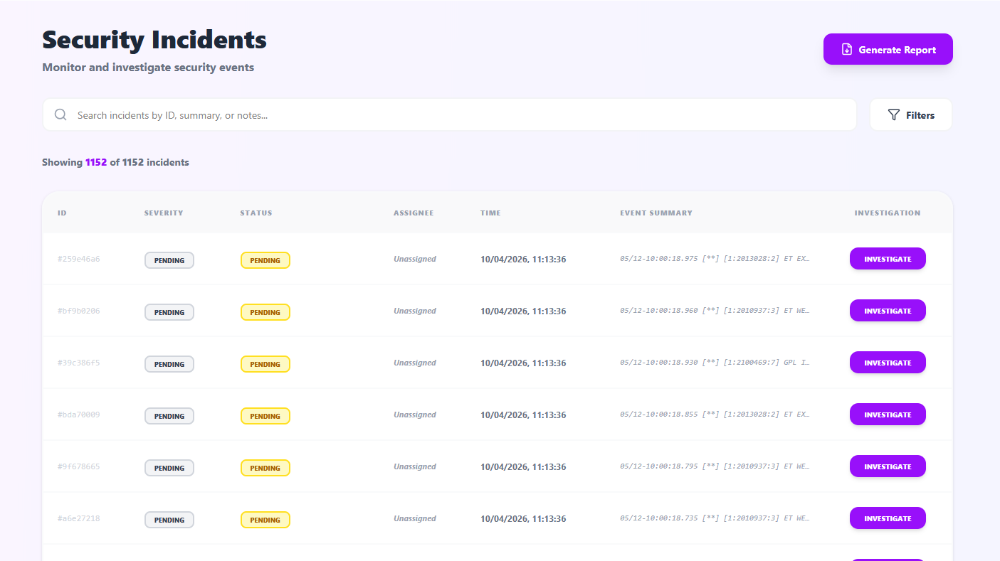 Security Incidents
Generate Report
Monitor and investigate security events
Search incidents by ID, summary, or notes...
Filters
Showing 1152 of 1152 incidents
ID SEVERITY STATUS ASSIGNEE TIME EVENT SUMMARY INVESTIGATION
#259e46a6 PENDING PENDING Unassigned 10/04/2026, 11:13:36 05/12-10:00:18.975 [**] [1:2013028:2] ET EX… INVESTIGATE
#bf9b0206 PENDING PENDING Unassigned 10/04/2026, 11:13:36 05/12-10:00:18.960 [**] [1:2010937:3] ET WE… INVESTIGATE
#39c386f5 PENDING PENDING Unassigned 10/04/2026, 11:13:36 05/12-10:00:18.930 [**] [1:2100469:7] GPL I… INVESTIGATE
#bda70009 PENDING PENDING Unassigned 10/04/2026, 11:13:36 05/12-10:00:18.855 [**] [1:2013028:2] ET EX… INVESTIGATE
#9f678665 PENDING PENDING Unassigned 10/04/2026, 11:13:36 05/12-10:00:18.795 [**] [1:2010937:3] ET WE… INVESTIGATE
#a6e27218 PENDING PENDING Unassigned 10/04/2026, 11:13:36 05/12-10:00:18.735 [**] [1:2010937:3] ET WE… INVESTIGATE